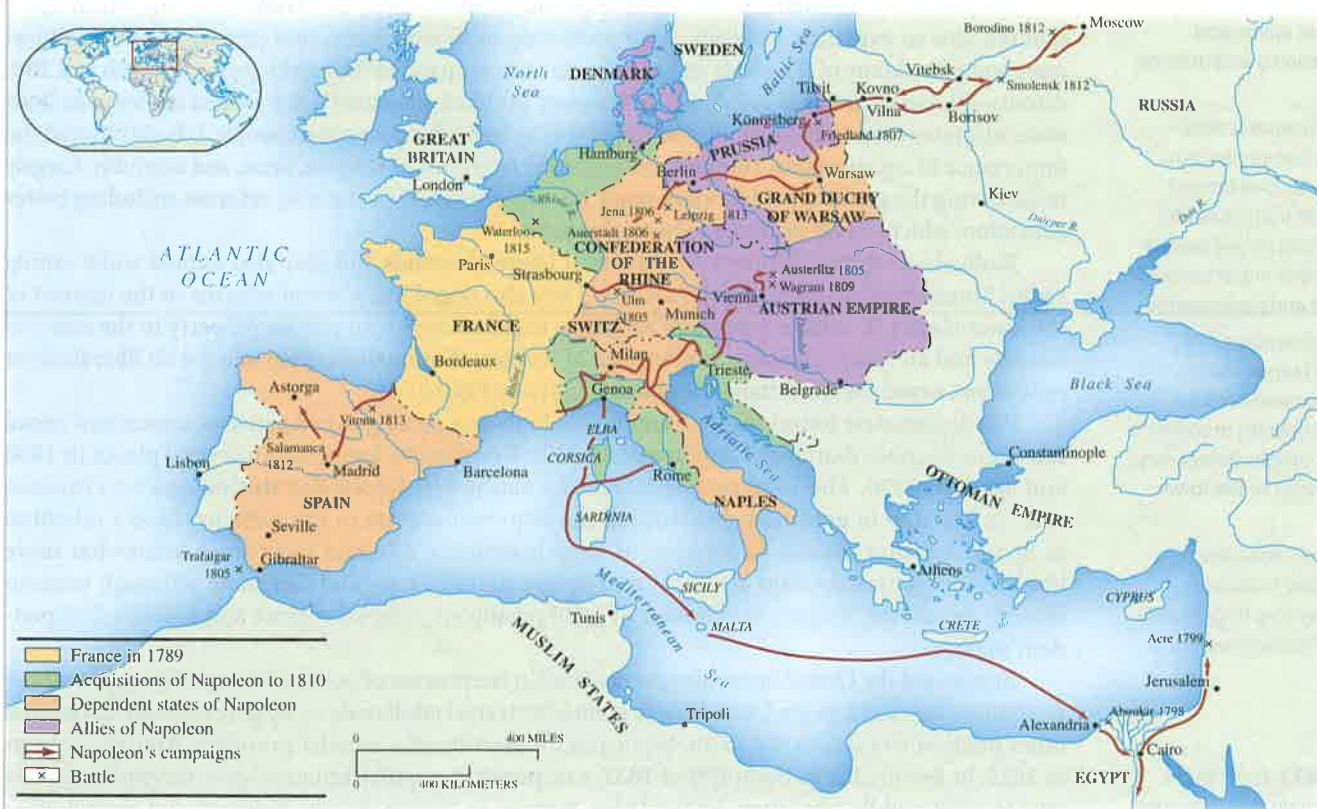 Moscow
Borodino 1812
SWEDEN
Baltic Sea
North
Sea
DENMARK
Vitebsk
Smolensk 1812
Tilsit
Kovno
Vilna
Borisov
RUSSIA
Königsberg
Friedland 1807
GREAT
BRITAIN
London
Hamburg
PRUSSIA
Berlin
Warsaw
GRAND DUCHY
OF WARSAW
Kiev
Dnieper R.
Don R.
Jena 1806
Leipzig 1813
Auerstadt 1806
Waterloo
1815
CONFEDERATION
OF THE
RHINE
ATLANTIC
OCEAN
Paris
Strasbourg
Austerlitz 1805
Wagram 1809
Ulm
1805
Vienna
AUSTRIAN EMPIRE
Munich
FRANCE
SWITZ.
Milan
Trieste
Bordeaux
Genoa
Belgrade
Black Sea
Astorga
Vitoria 1813
ELBA
CORSICA
Adriatic Sea
Salamanca
1812
Madrid
Lisbon
Barcelona
Rome
Constantinople
SPAIN
SARDINIA
NAPLES
OTTOMAN EMPIRE
Seville
Trafalgar
1805
Gibraltar
Mediterranean
Sea
SICILY
Athens
CYPRUS
Tunis
MALTA
CRETE
MUSLIM STATES
Acre 1799
Jerusalem
Tripoli
Alexandria
Aboukir 1798
Cairo
EGYPT
France in 1789
Acquisitions of Napoleon to 1810
Dependent states of Napoleon
Allies of Napoleon
Napoleon's campaigns
Battle
0 400 MILES
0 400 KILOMETERS